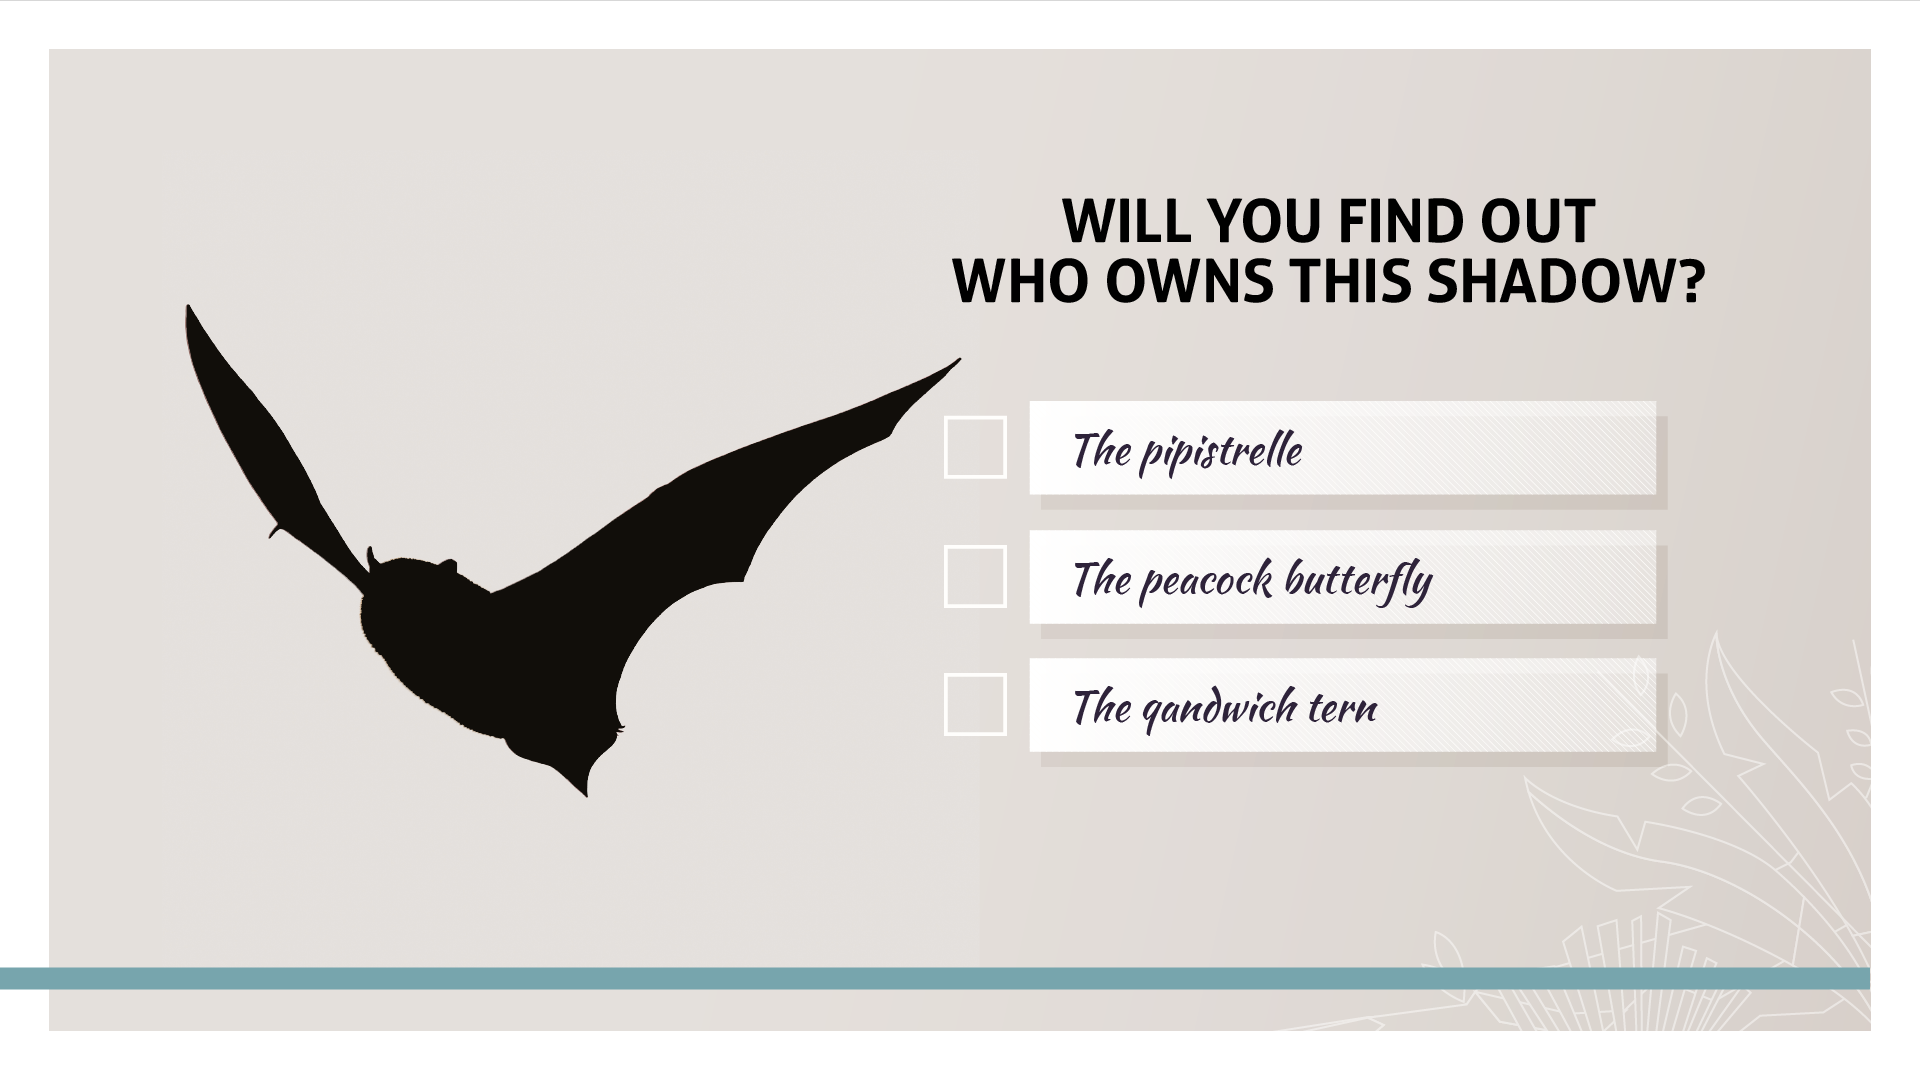 WILL YOU FIND OUT
WHO OWNS THIS SHADOW?
The pipistrelle
The peacock butterfly
The qandwich tern